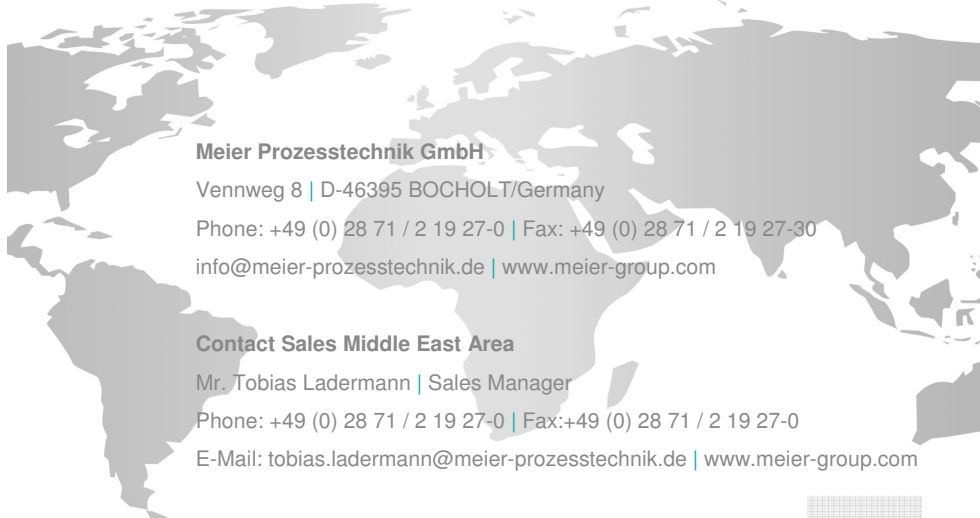 Meier Prozesstechnik GmbH
Vennweg 8 | D-46395 BOCHOLT/Germany
Phone: +49 (0) 28 71 / 2 19 27-0 | Fax: +49 (0) 28 71 / 2 19 27-30
info@meier-prozesstechnik.de | www.meier-group.com
Contact Sales Middle East Area
Mr. Tobias Ladermann | Sales Manager
Phone: +49 (0) 28 71 / 2 19 27-0 | Fax:+49 (0) 28 71 / 2 19 27-0
E-Mail: tobias.ladermann@meier-prozesstechnik.de | www.meier-group.com